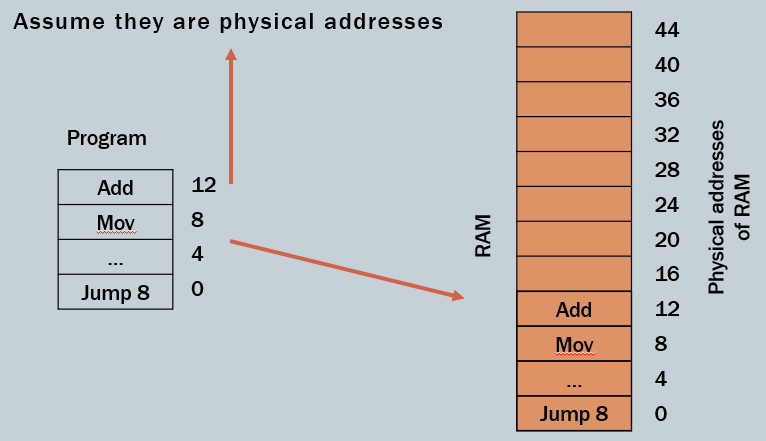 Assume they are physical addresses
Program
Add 12
Mov 8
... 4
Jump 8 0
RAM
44
40
36
32
28
24
20
16
Add 12
Mov 8
... 4
Jump 8 0
Physical addresses
of RAM